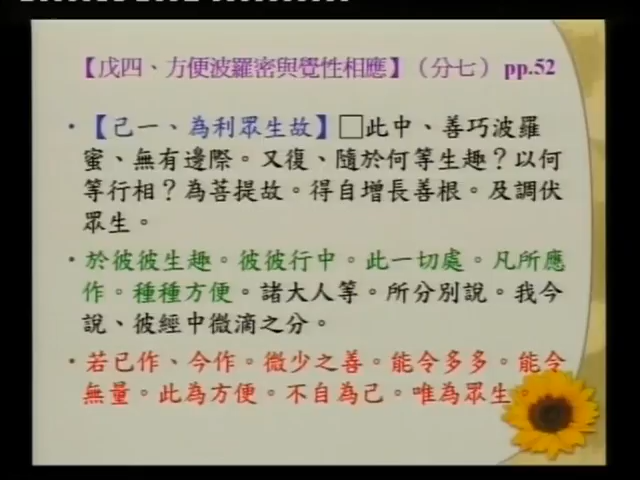 【戊四、方便波羅密與覺性相應】（分七）pp.52
•【己一、為利眾生故】□此中、善巧波羅
蜜、無有邊際。又復、隨於何等生趣？以何
等行相？為菩提故。得自增長善根。及調伏
眾生。
•於彼彼生趣。彼彼行中。此一切處。凡所應
作。種種方便。諸大人等。所分別說。我今
說、彼經中微滴之分。
•若已作、今作。微少之善。能令多多。能令
無量。此為方便。不自為己。唯為眾生。